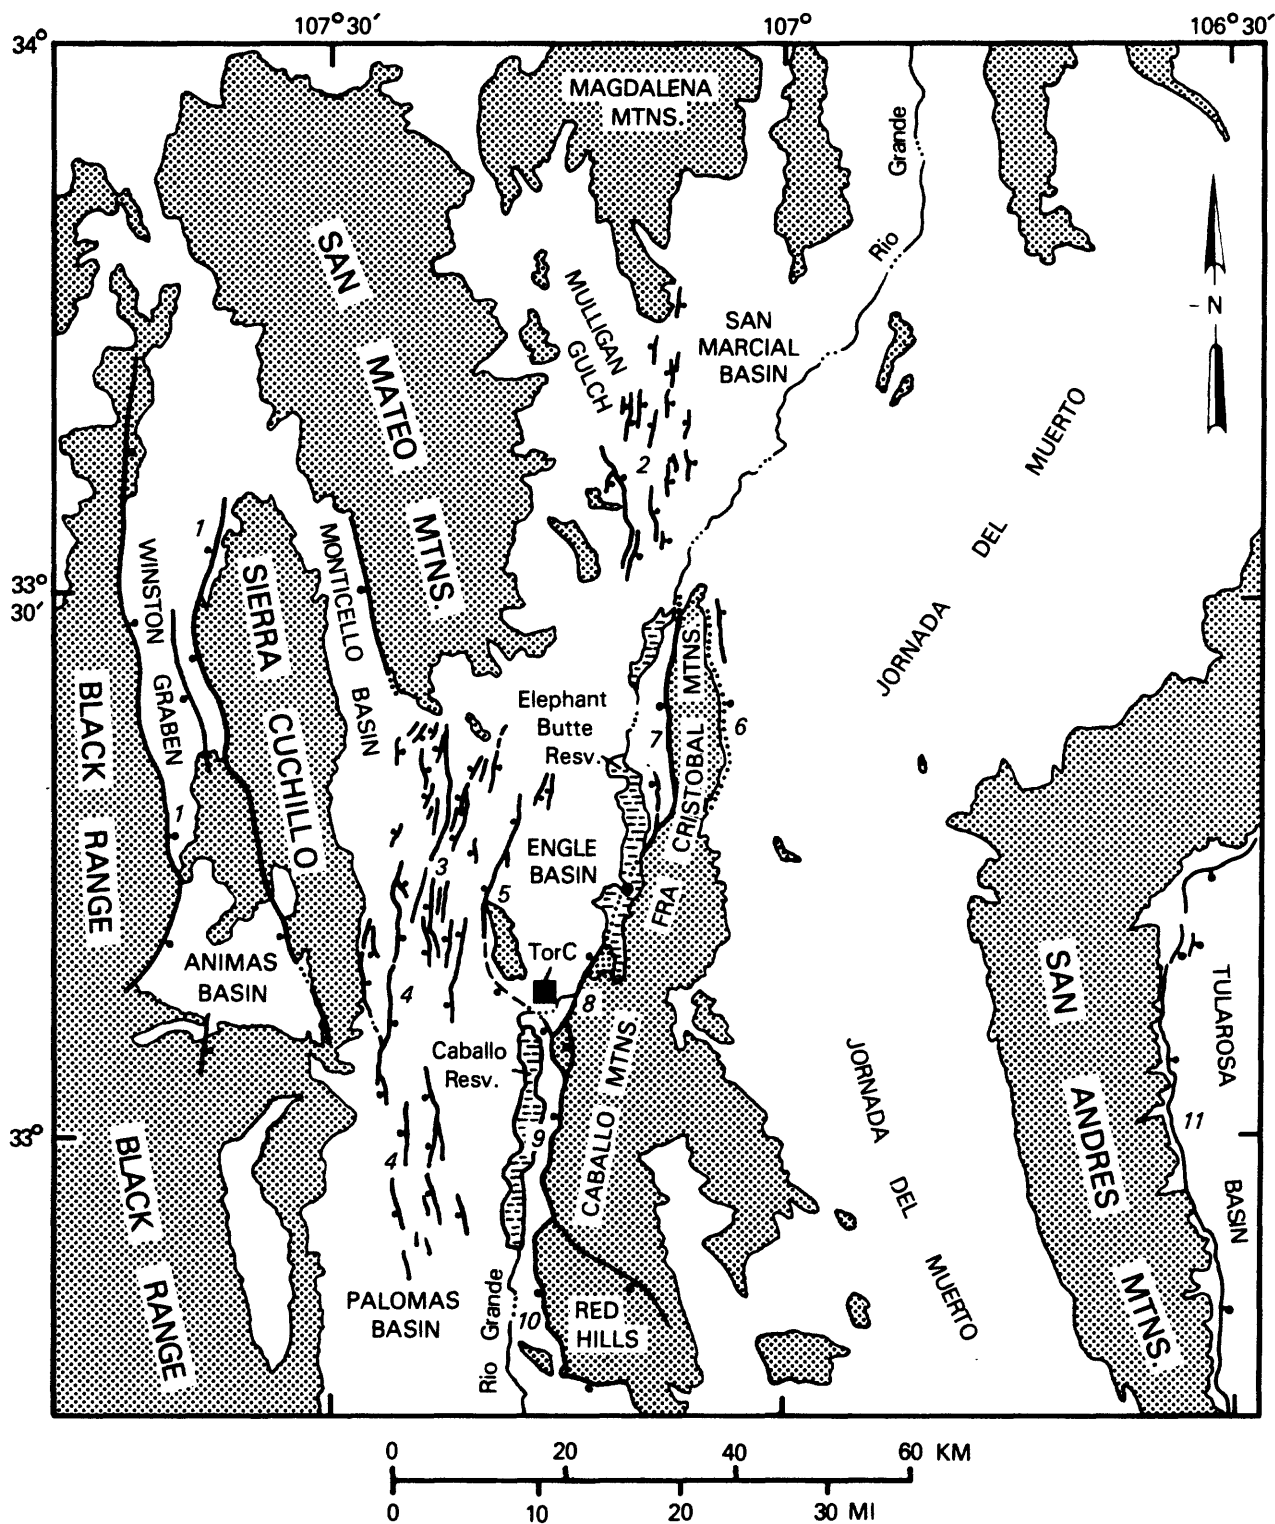 107°30′
107°
106°30′
34°
MAGDALENA
MTNS.
Rio Grande
SAN MATEO MTNS.
MULLIGAN
GULCH
SAN
MARCIAL
BASIN
N
JORNADA DEL MUERTO
2
1
33°
30′
WINSTON GRABEN
SIERRA CUCHILLO
MONTICELLO BASIN
BLACK RANGE
Elephant
Butte
Resv.
7
6
FRA CRISTOBAL MTNS.
1
3
ENGLE
BASIN
5
TorC
ANIMAS
BASIN
4
8
Caballo
Resv.
CABALLO MTNS.
9
SAN ANDRES MTNS.
TULAROSA BASIN
11
JORNADA DEL MUERTO
33°
BLACK RANGE
4
PALOMAS
BASIN
Rio Grande
10
RED
HILLS
0 20 40 60 KM
0 10 20 30 MI